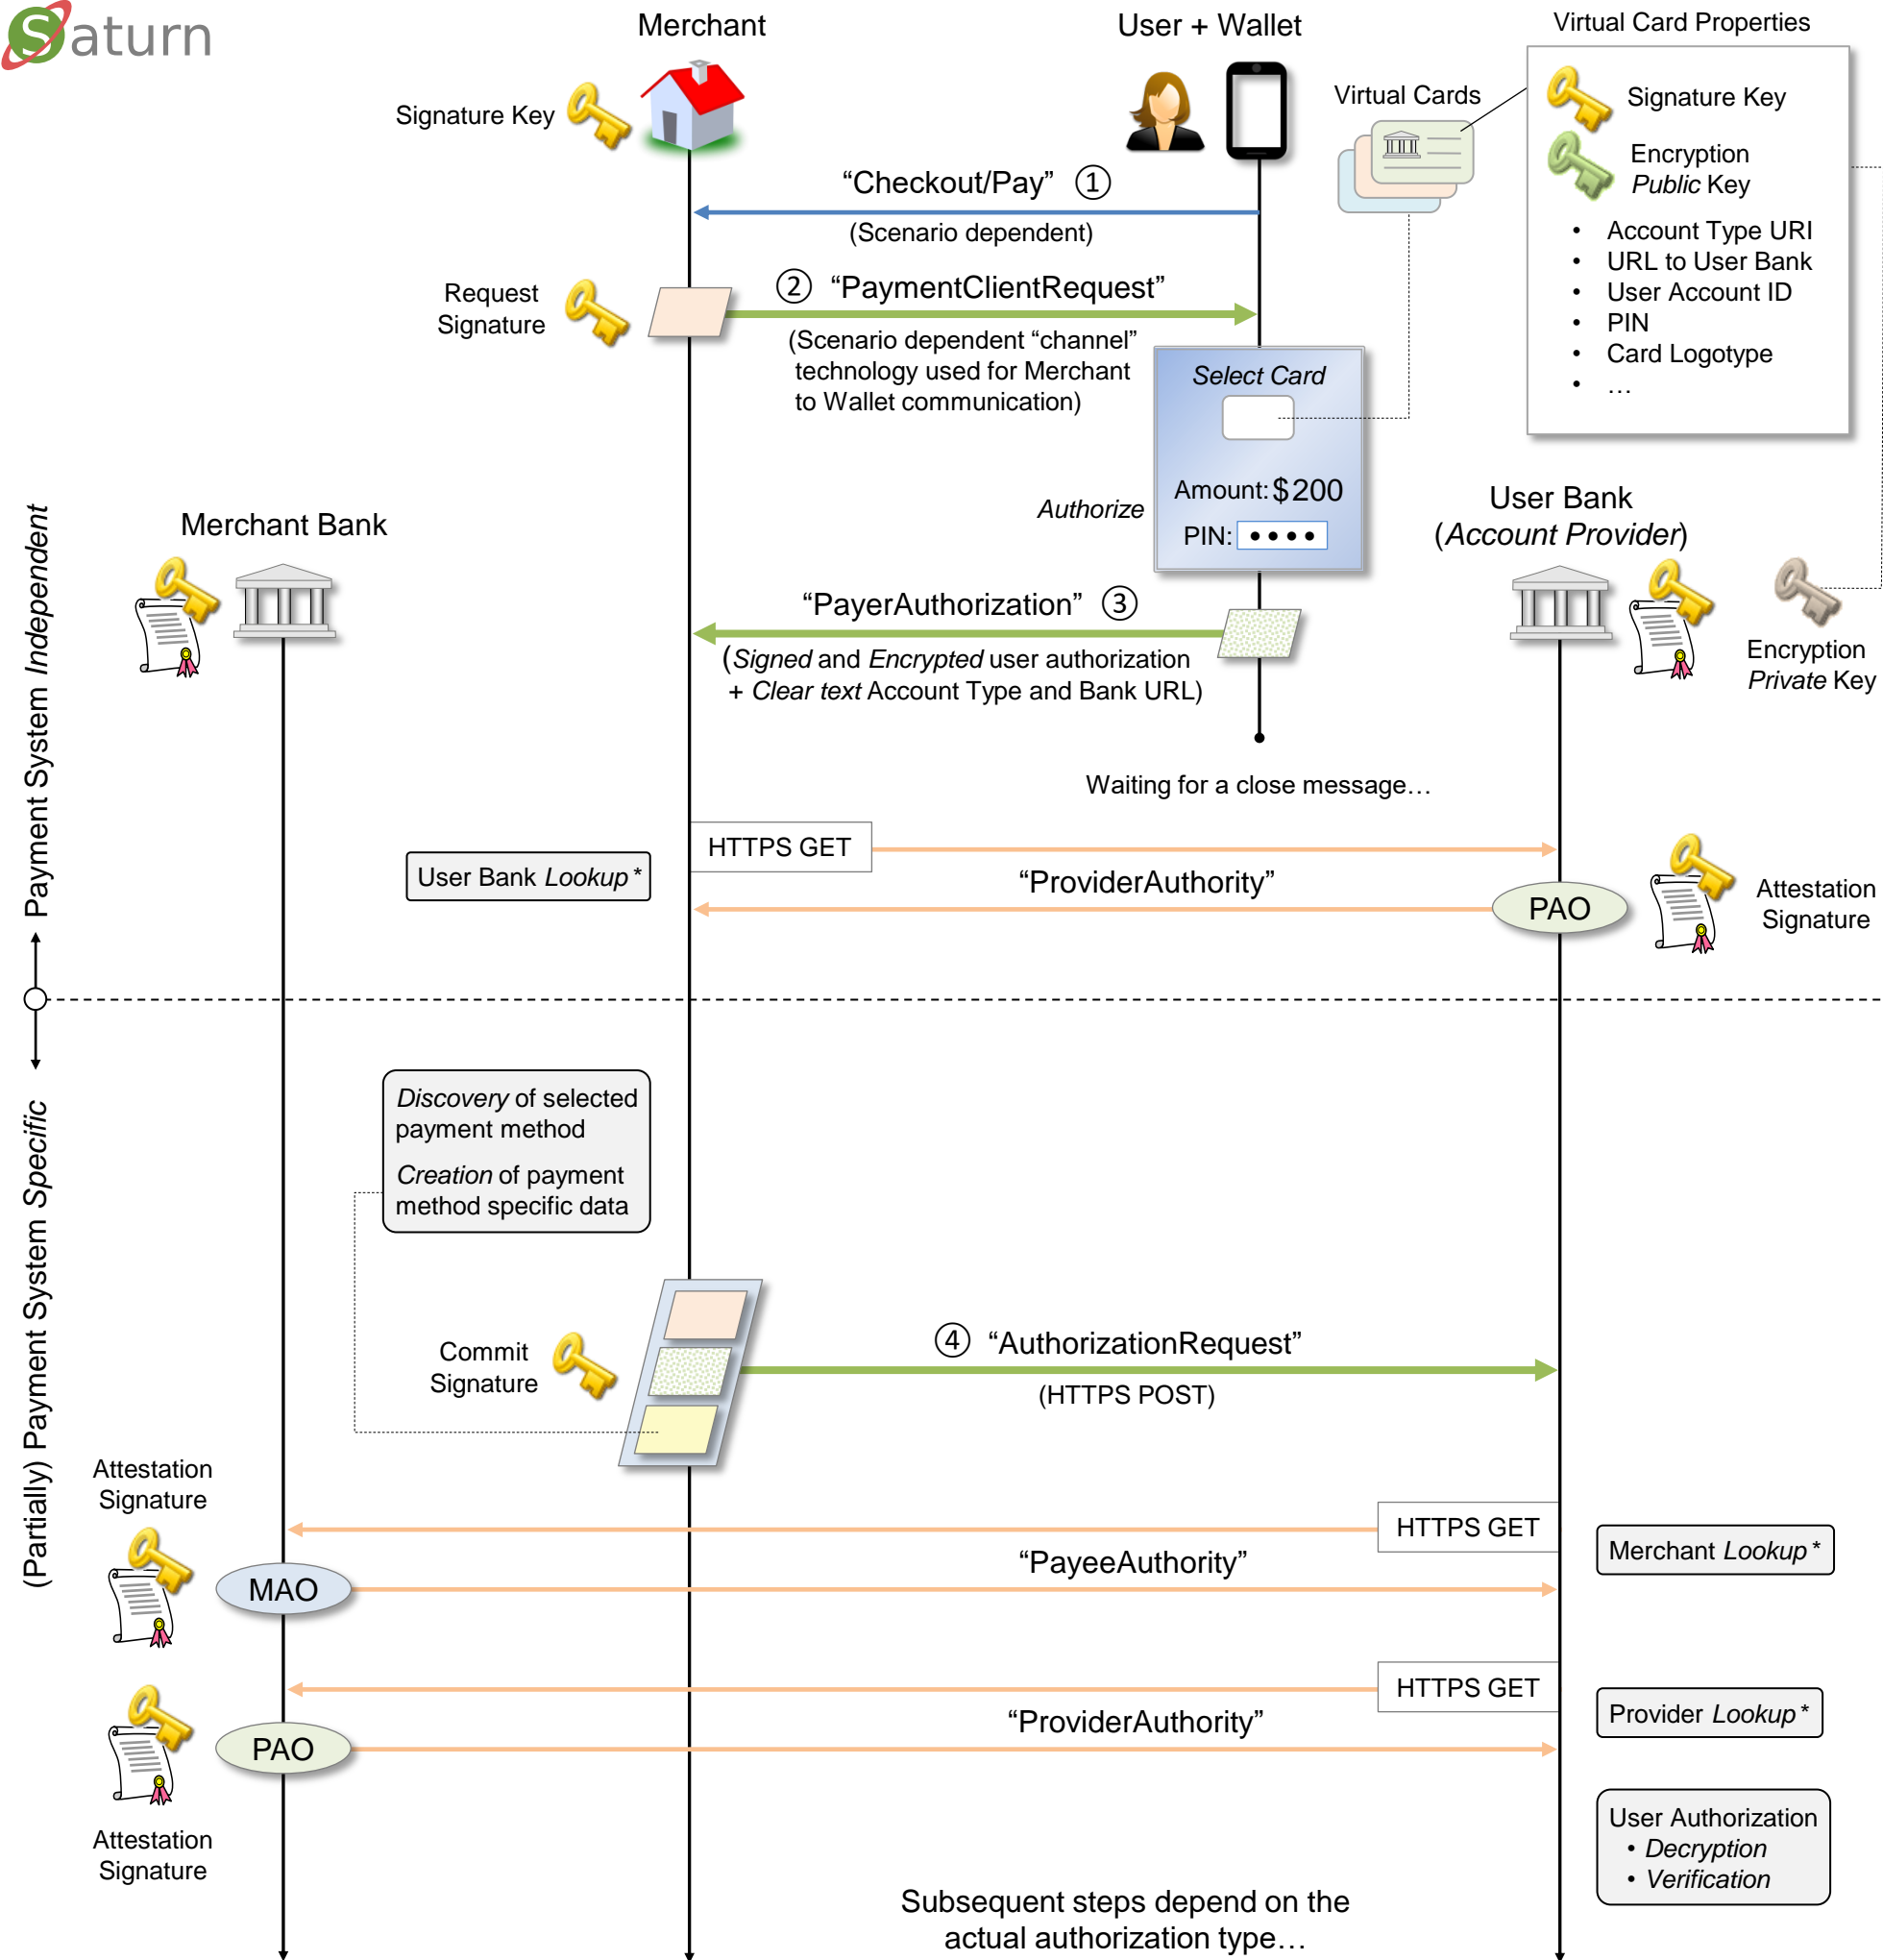 Saturn
Merchant
User + Wallet
Virtual Card Properties
Signature Key
Virtual Cards
Signature Key
Encryption
Public Key
• Account Type URI
• URL to User Bank
• User Account ID
• PIN
• Card Logotype
• …
“Checkout/Pay” ①
(Scenario dependent)
Request
Signature
② “PaymentClientRequest”
(Scenario dependent “channel”
technology used for Merchant
to Wallet communication)
Select Card
Amount: $200
PIN: ••••
Authorize
Merchant Bank
User Bank
(Account Provider)
“PayerAuthorization” ③
(Signed and Encrypted user authorization
+ Clear text Account Type and Bank URL)
Encryption
Private Key
Waiting for a close message…
Payment System Independent
HTTPS GET
User Bank Lookup *
“ProviderAuthority”
PAO
Attestation
Signature
(Partially) Payment System Specific
Discovery of selected
payment method
Creation of payment
method specific data
Commit
Signature
④ “AuthorizationRequest”
(HTTPS POST)
Attestation
Signature
HTTPS GET
Merchant Lookup *
“PayeeAuthority”
MAO
HTTPS GET
Provider Lookup *
“ProviderAuthority”
PAO
Attestation
Signature
User Authorization
• Decryption
• Verification
Subsequent steps depend on the
actual authorization type…